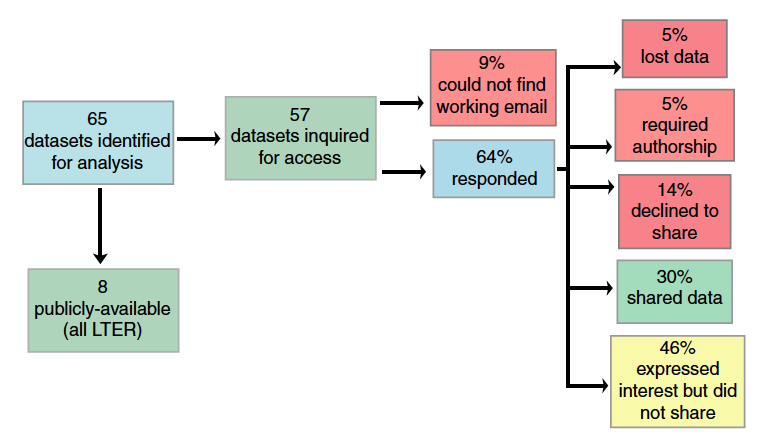 65
datasets identified
for analysis
8
publicly-available
(all LTER)
57
datasets inquired
for access
9%
could not find
working email
64%
responded
5%
lost data
5%
required
authorship
14%
declined to
share
30%
shared data
46%
expressed
interest but did
not share